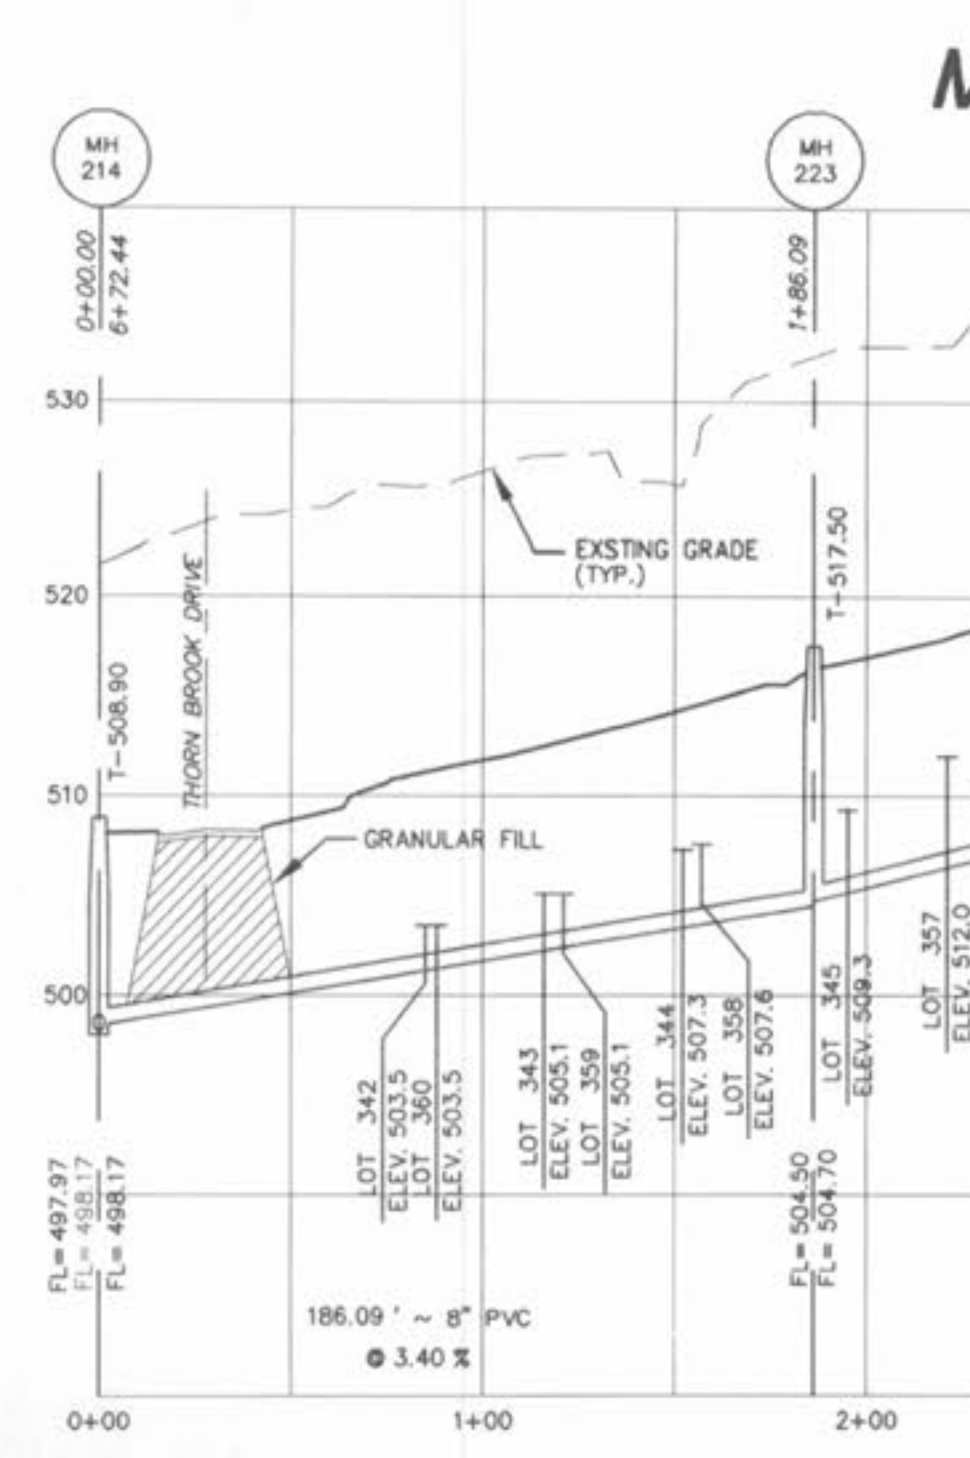 M
MH
214
MH
223
0+00.00
6+72.44
1+86.09
530
520
510
500
EXSTING GRADE
(TYP.)
T-517.50
T-508.90
THORN BROOK DRIVE
GRANULAR FILL
LOT 342
ELEV. 503.5
LOT 360
ELEV. 503.5
LOT 343
ELEV. 505.1
LOT 359
ELEV. 505.1
LOT 344
ELEV. 507.3
LOT 358
ELEV. 507.6
LOT 345
ELEV. 509.3
LOT 357
ELEV. 512.0
FL= 497.97
FL= 498.17
FL= 498.17
FL= 504.50
FL= 504.70
186.09 ' ~ 8" PVC
@ 3.40 %
0+00
1+00
2+00